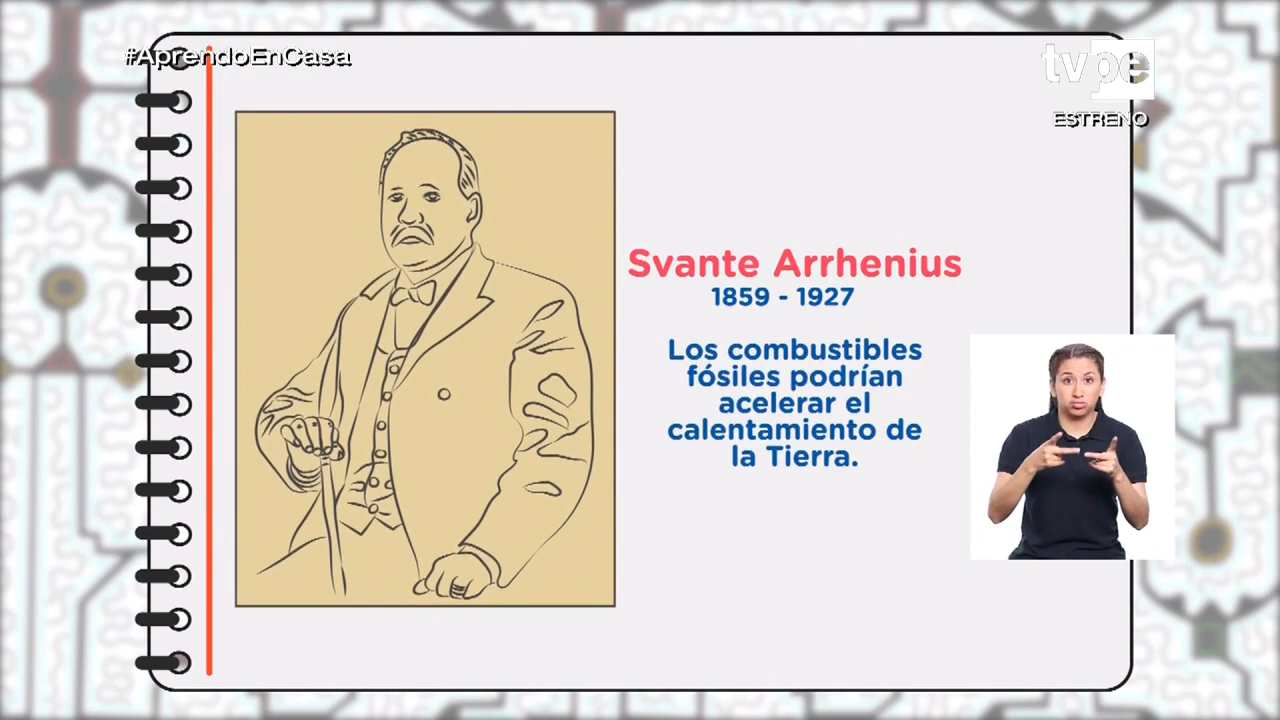 #AprendoEnCasa
tvpe
ESTRENO
Svante Arrhenius
1859 - 1927
Los combustibles
fósiles podrían
acelerar el
calentamiento de
la Tierra.